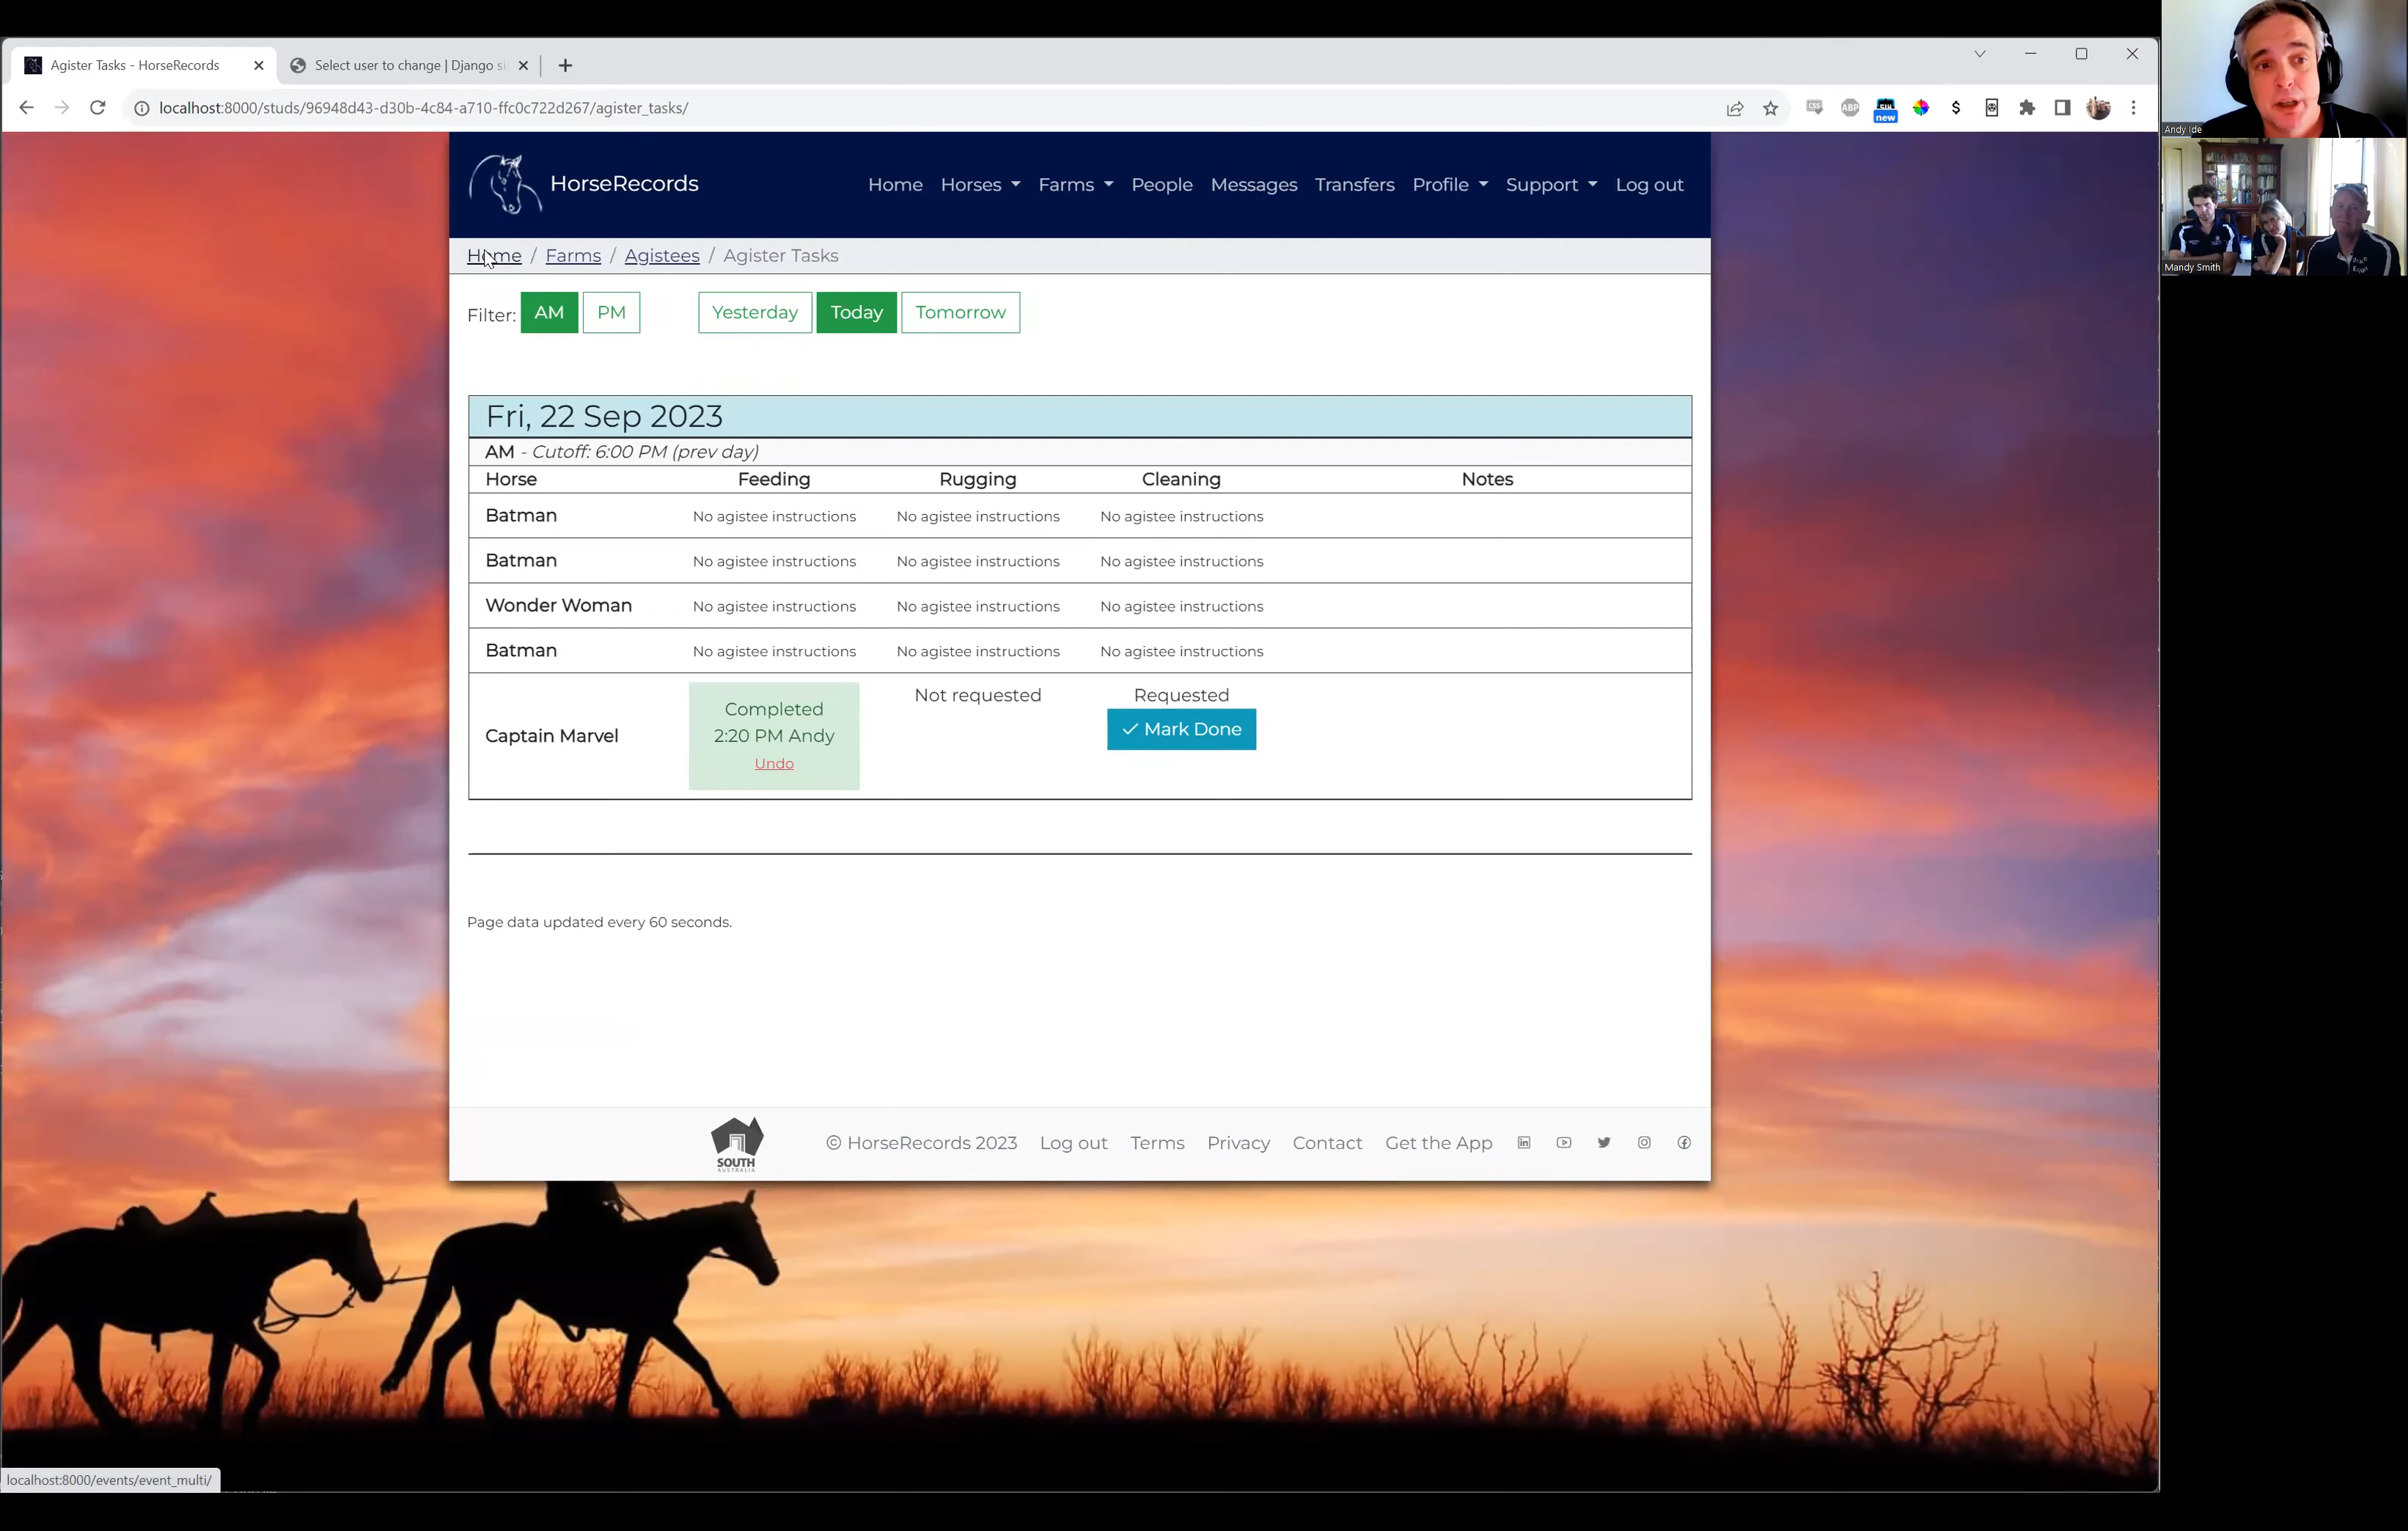 Agister Tasks - HorseRecords
Select user to change | Django si
localhost:8000/studs/96948d43-d30b-4c84-a710-ffc0c722d267/agister_tasks/
CSS
ABP
new
$
Andy Ide
Mandy Smith
HorseRecords
Home Horses Farms People Messages Transfers Profile Support Log out
Home / Farms / Agistees / Agister Tasks
Filter: AM PM Yesterday Today Tomorrow
Fri, 22 Sep 2023
AM - Cutoff: 6:00 PM (prev day)
Horse Feeding Rugging Cleaning Notes
Batman No agistee instructions No agistee instructions No agistee instructions
Batman No agistee instructions No agistee instructions No agistee instructions
Wonder Woman No agistee instructions No agistee instructions No agistee instructions
Batman No agistee instructions No agistee instructions No agistee instructions
Captain Marvel
Completed
2:20 PM Andy
Undo
Not requested
Requested
Mark Done
Page data updated every 60 seconds.
SOUTH
AUSTRALIA
© HorseRecords 2023 Log out Terms Privacy Contact Get the App
localhost:8000/events/event_multi/